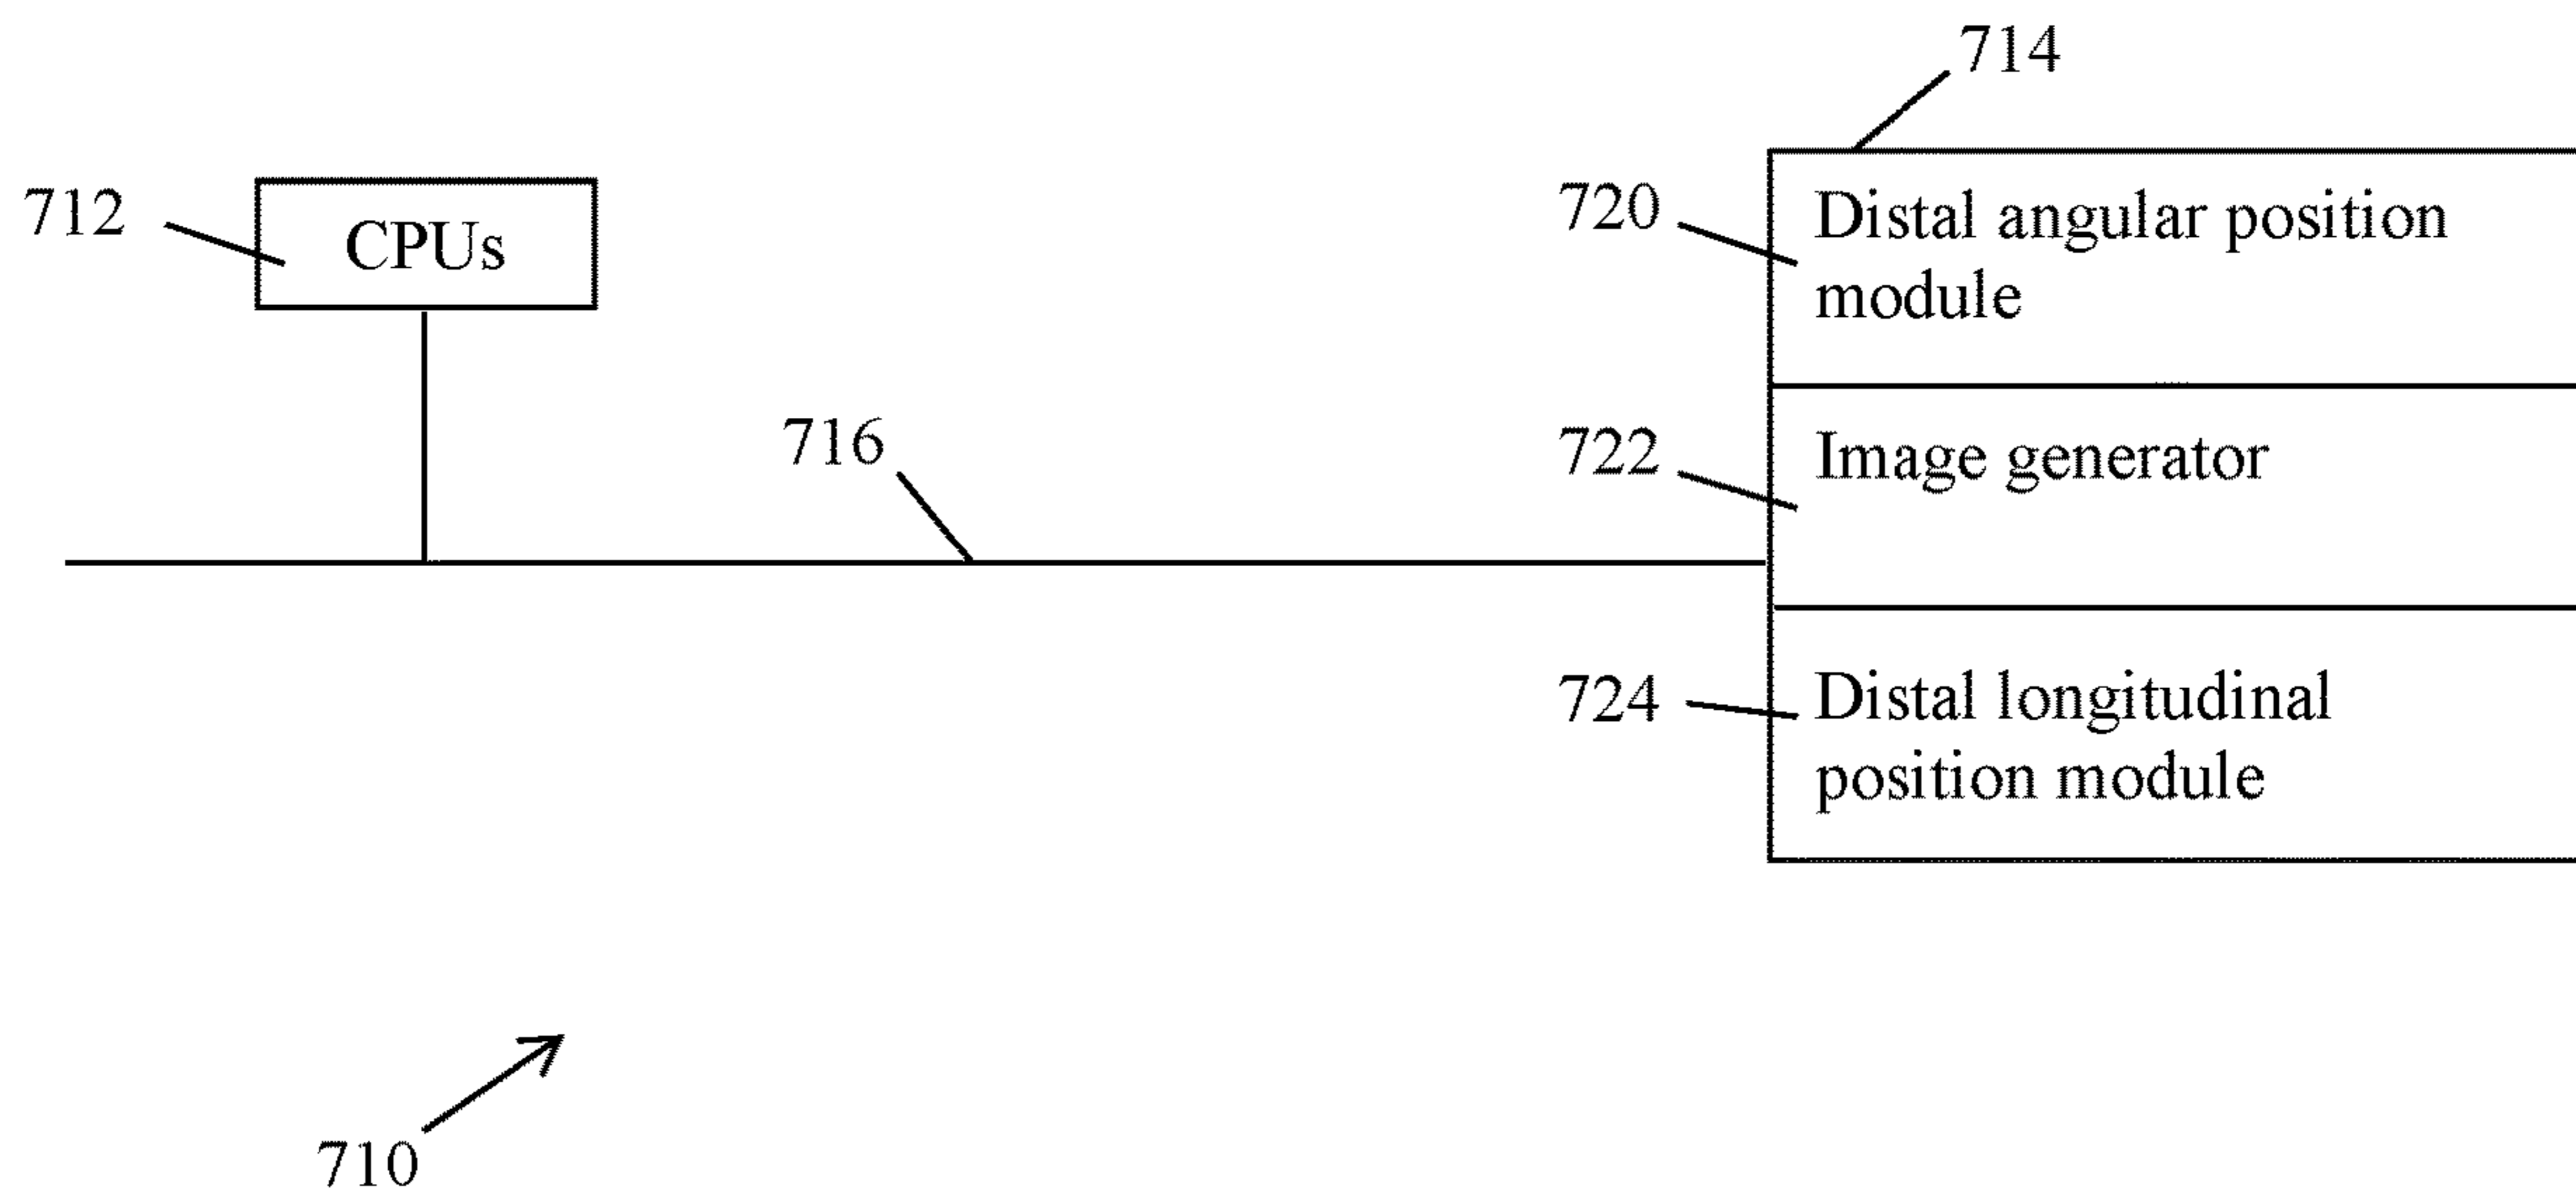 714
712
CPUs
720
Distal angular position
module
716
722
Image generator
724
Distal longitudinal
position module
710